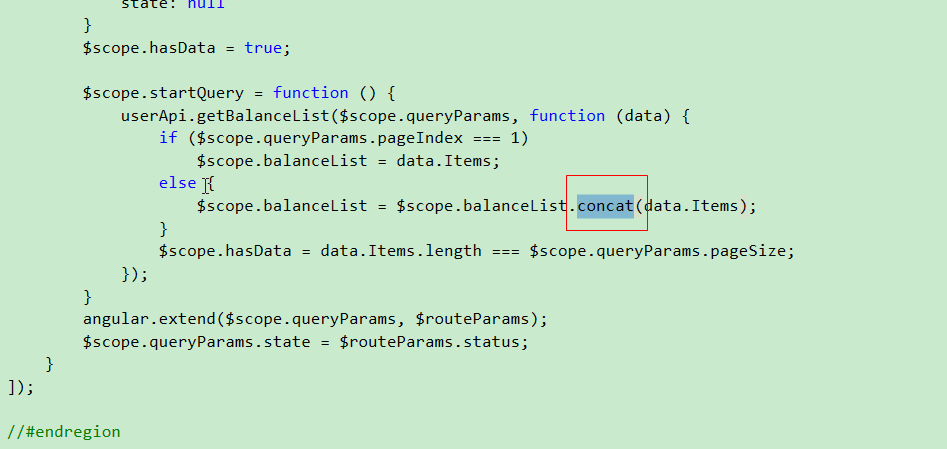 state: null
}
$scope.hasData = true;
$scope.startQuery = function () {
userApi.getBalanceList($scope.queryParams, function (data) {
if ($scope.queryParams.pageIndex === 1)
$scope.balanceList = data.Items;
else {
$scope.balanceList = $scope.balanceList.concat(data.Items);
}
$scope.hasData = data.Items.length === $scope.queryParams.pageSize;
});
}
angular.extend($scope.queryParams, $routeParams);
$scope.queryParams.state = $routeParams.status;
}
]);
//#endregion